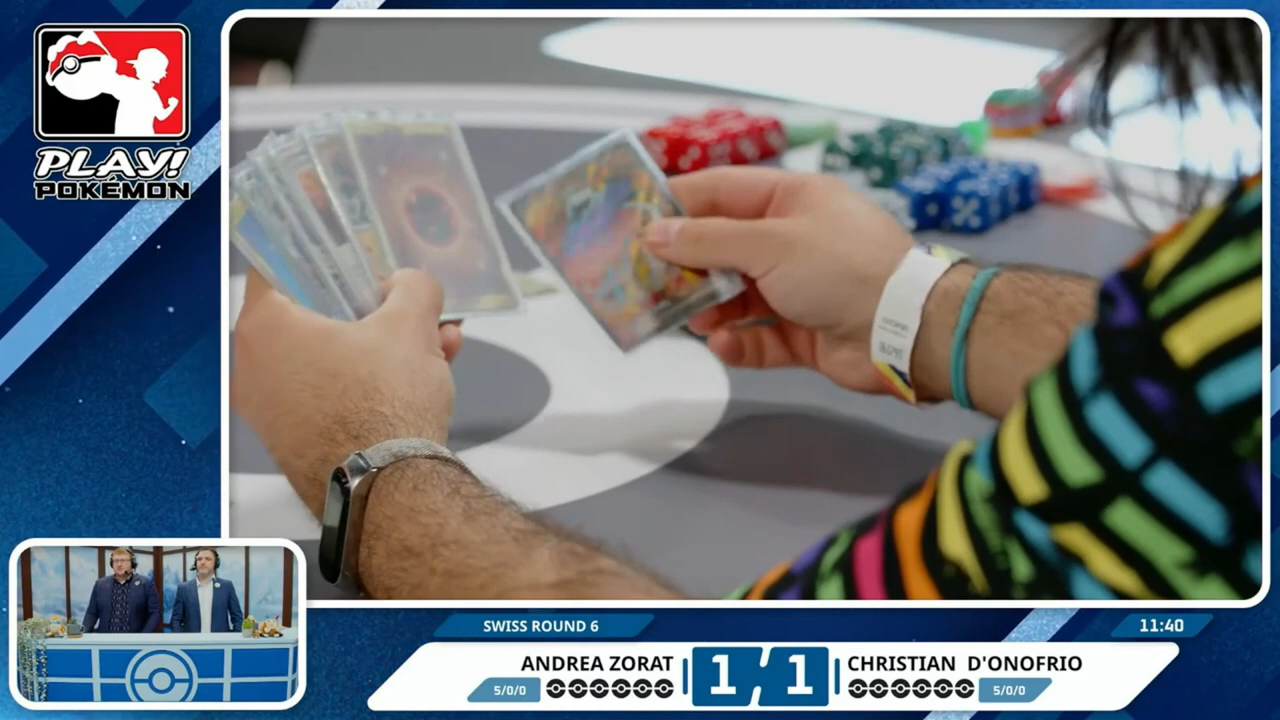 PLAY!
POKÉMON
SWISS ROUND 6
11:40
ANDREA ZORAT
1
1
CHRISTIAN D'ONOFRIO
5/0/0
5/0/0